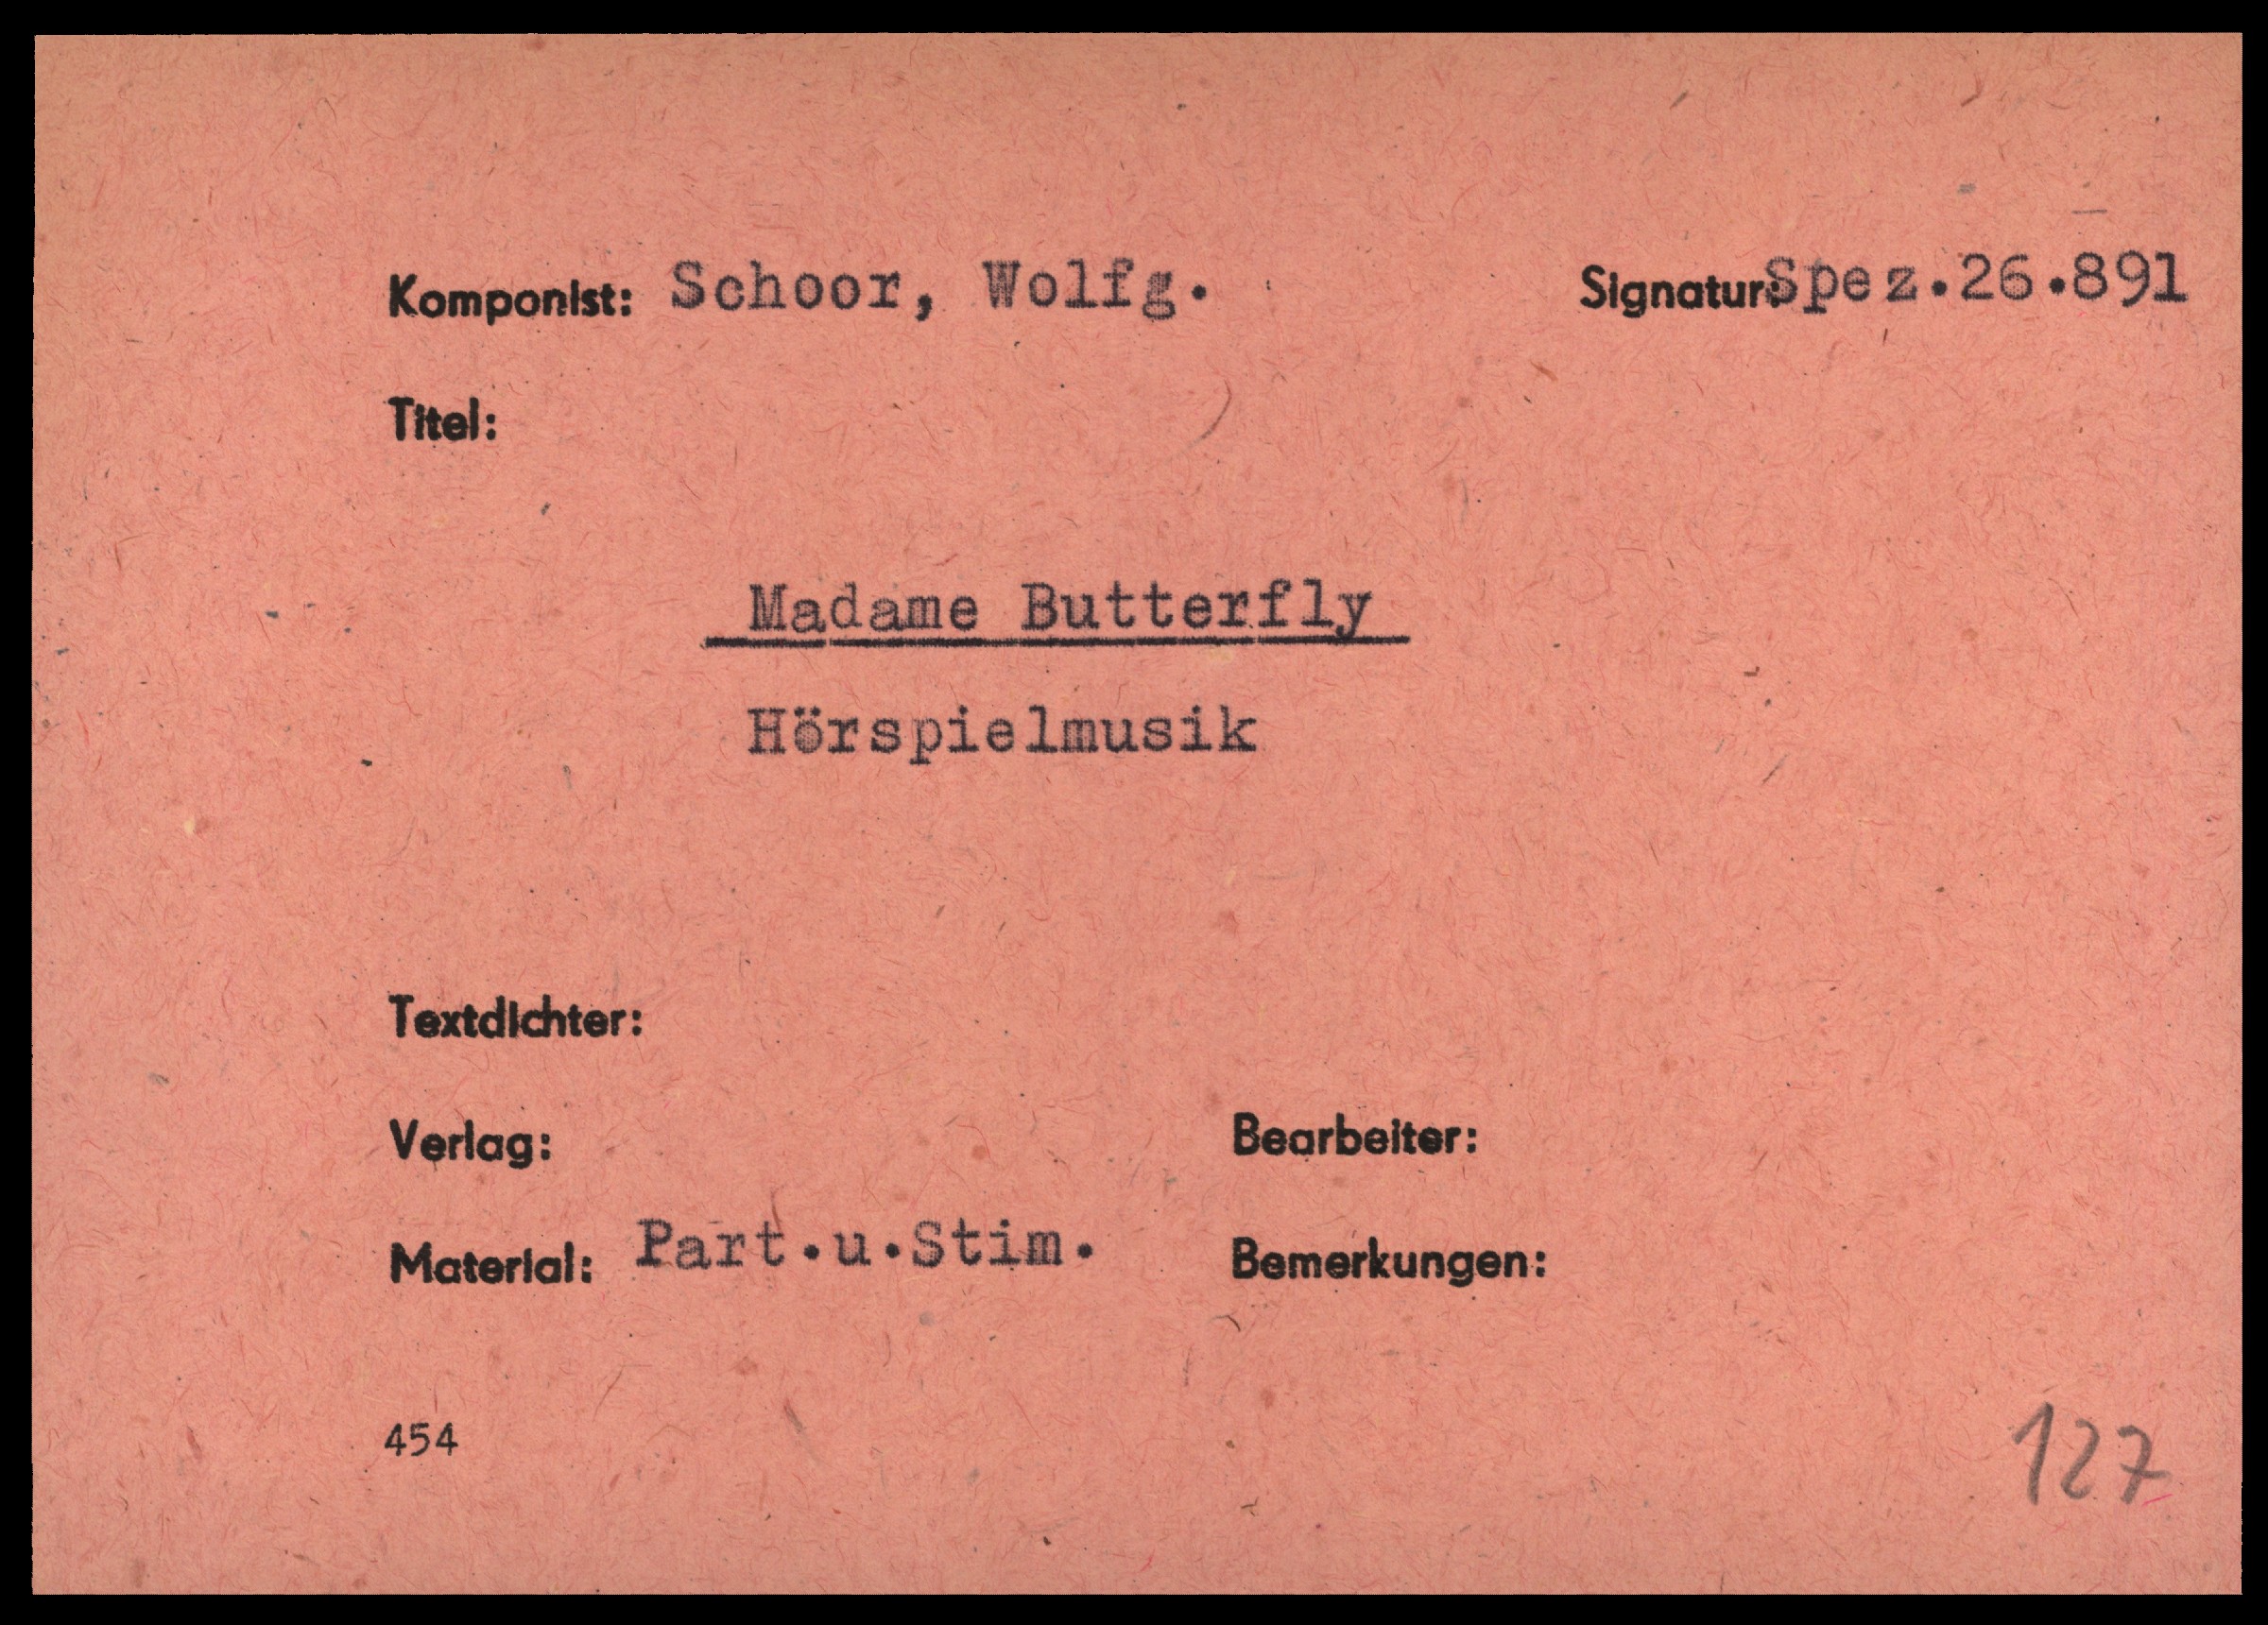 Komponist: Schoor, Wolfg. Signatur: Spez.26.891
Titel:
Madame Butterfly
Hörspielmusik
Textdichter:
Verlag: Bearbeiter:
Material: Part.u.Stim. Bemerkungen:
454
127